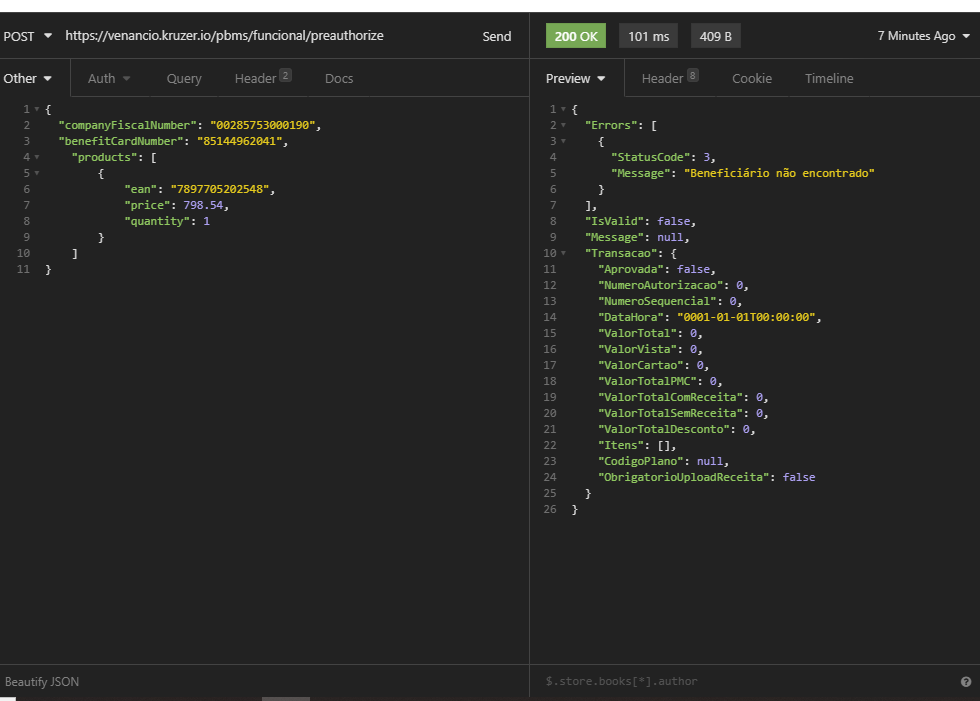 POST https://venancio.kruzer.io/pbms/funcional/preauthorize Send
Other Auth Query Header 2 Docs
1 {
2 "companyFiscalNumber": "00285753000190",
3 "benefitCardNumber": "85144962041",
4 "products": [
5 {
6 "ean": "7897705202548",
7 "price": 798.54,
8 "quantity": 1
9 }
10 ]
11 }
Beautify JSON
200 OK 101 ms 409 B 7 Minutes Ago
Preview Header 8 Cookie Timeline
1 {
2 "Errors": [
3 {
4 "StatusCode": 3,
5 "Message": "Beneficiário não encontrado"
6 }
7 ],
8 "IsValid": false,
9 "Message": null,
10 "Transacao": {
11 "Aprovada": false,
12 "NumeroAutorizacao": 0,
13 "NumeroSequencial": 0,
14 "DataHora": "0001-01-01T00:00:00",
15 "ValorTotal": 0,
16 "ValorVista": 0,
17 "ValorCartao": 0,
18 "ValorTotalPMC": 0,
19 "ValorTotalComReceita": 0,
20 "ValorTotalSemReceita": 0,
21 "ValorTotalDesconto": 0,
22 "Itens": [],
23 "CodigoPlano": null,
24 "ObrigatorioUploadReceita": false
25 }
26 }
$.store.books[*].author ?